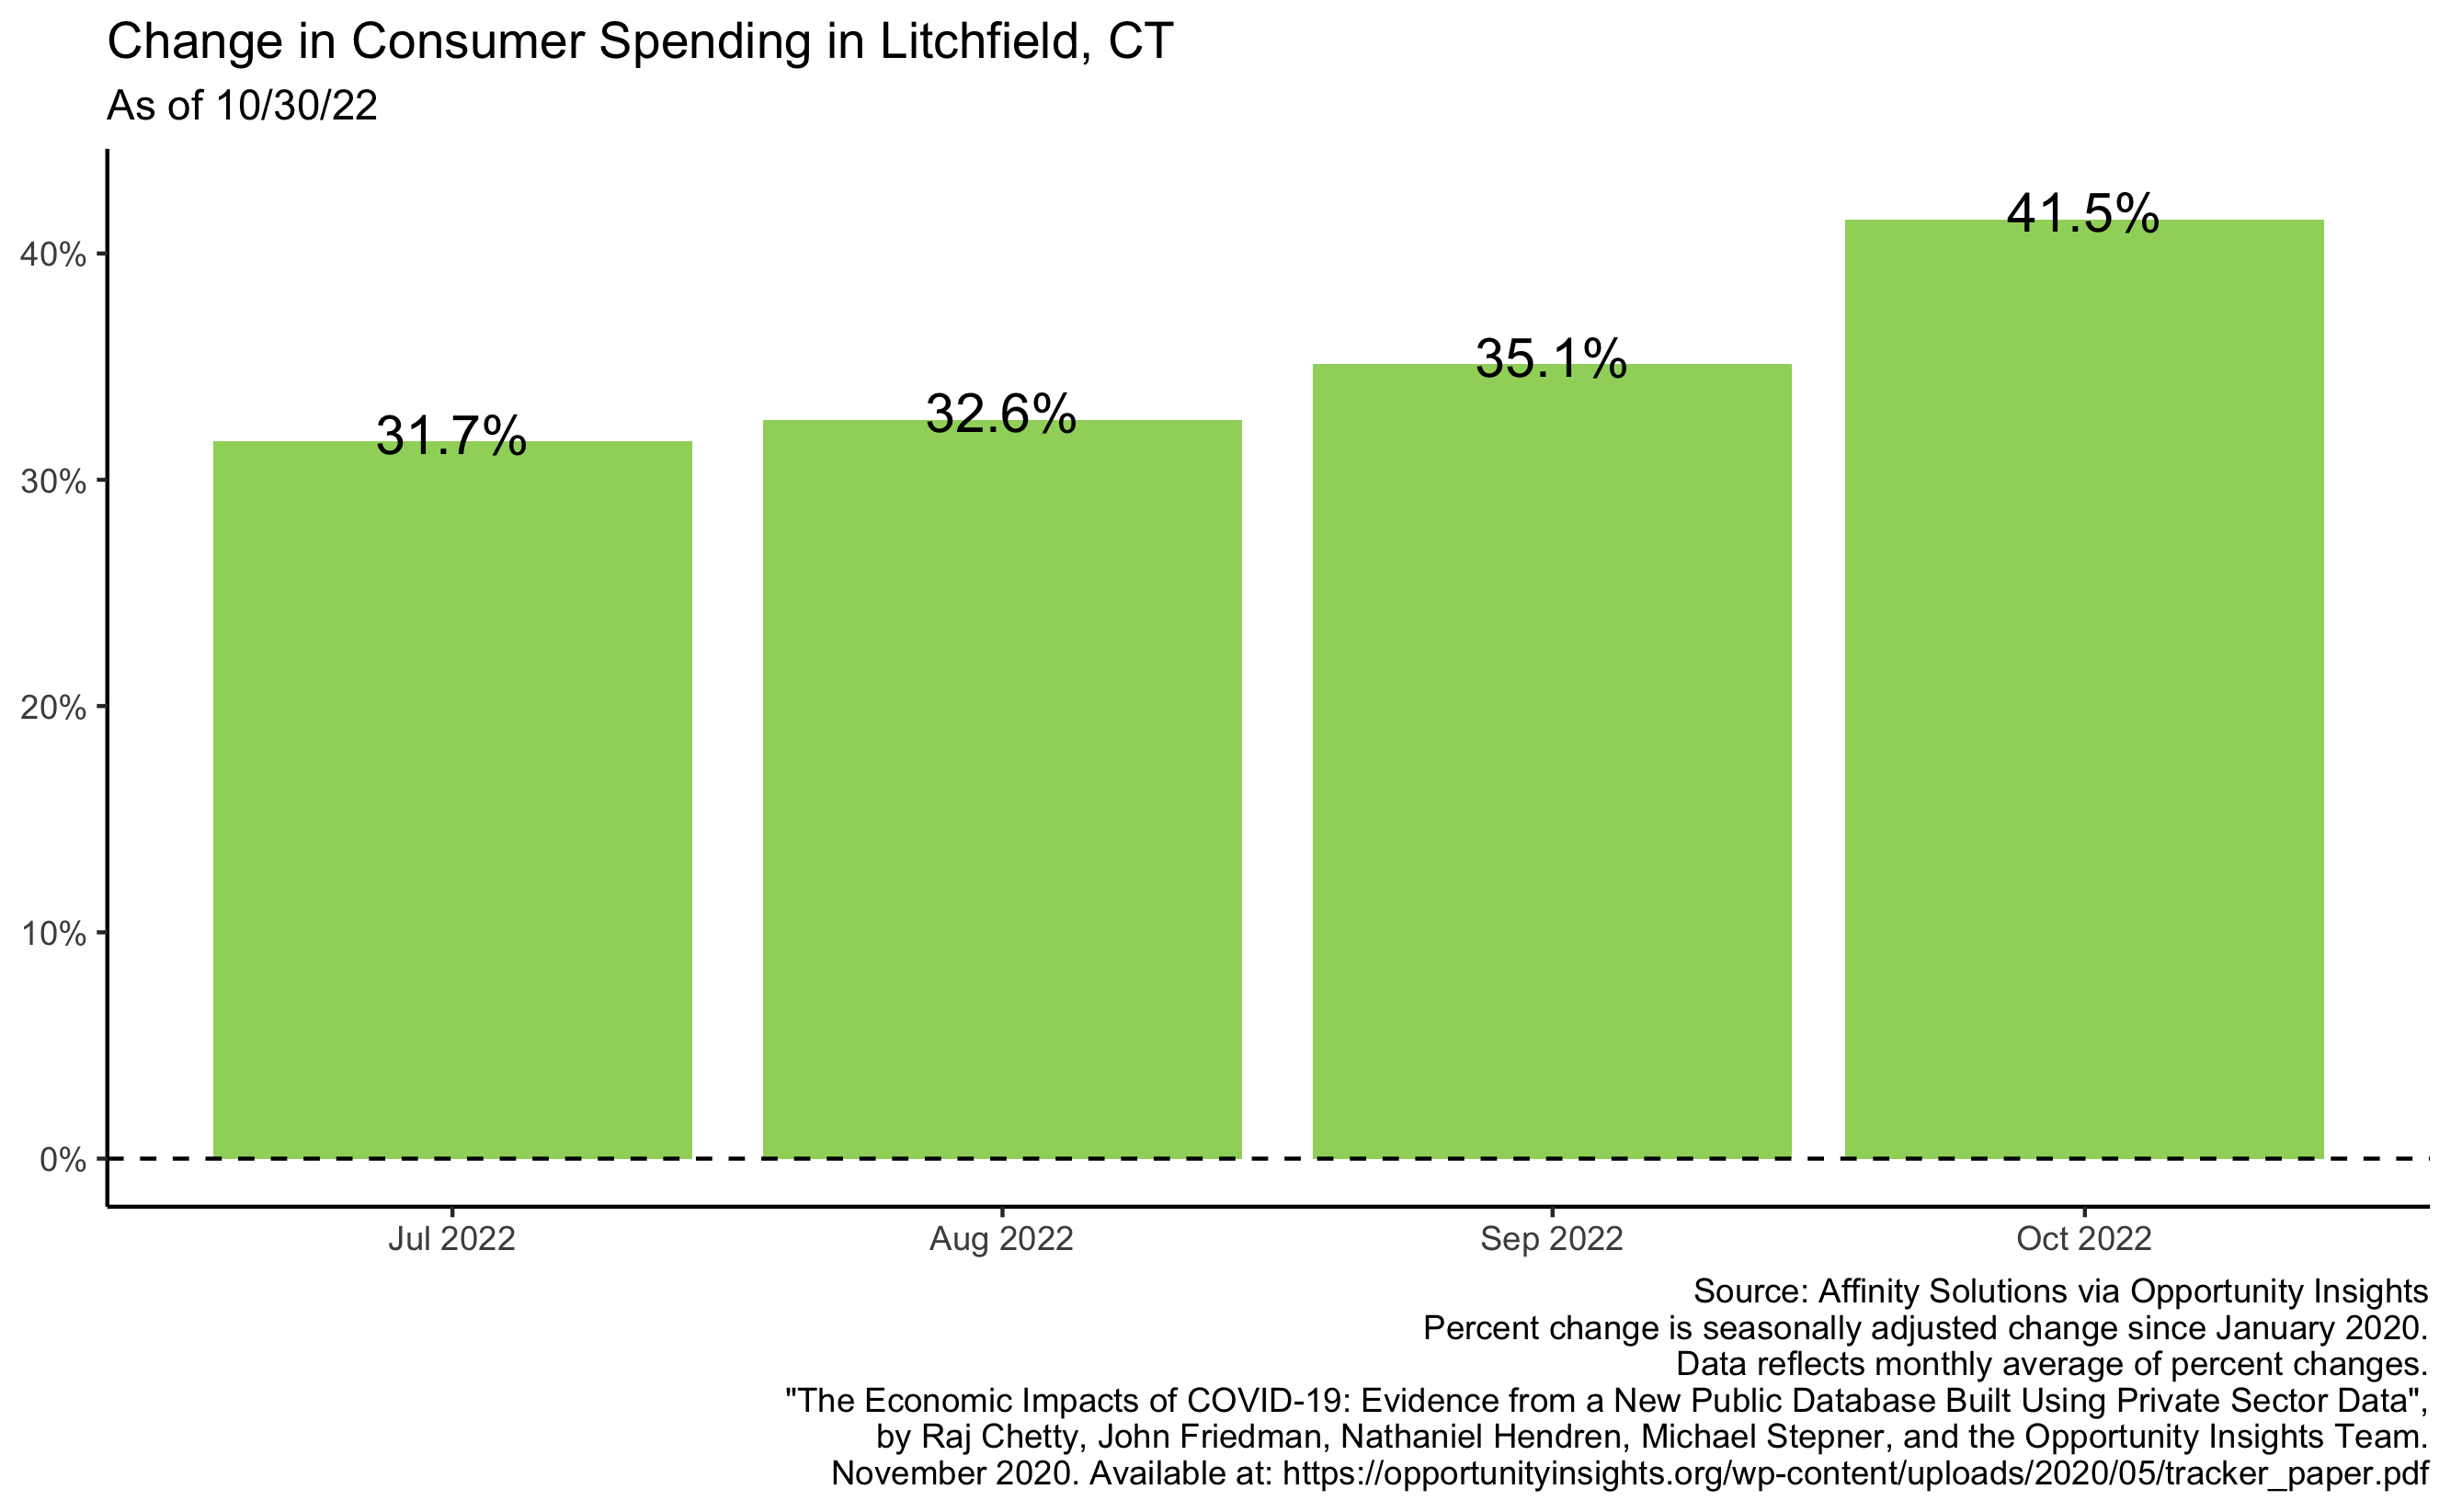 Change in Consumer Spending in Litchfield, CT
As of 10/30/22
41.5%
40%
35.1%
32.6%
31.7%
30%
20%
10%
0%
Jul 2022 Aug 2022 Sep 2022 Oct 2022
Source: Affinity Solutions via Opportunity Insights
Percent change is seasonally adjusted change since January 2020.
Data reflects monthly average of percent changes.
"The Economic Impacts of COVID-19: Evidence from a New Public Database Built Using Private Sector Data",
by Raj Chetty, John Friedman, Nathaniel Hendren, Michael Stepner, and the Opportunity Insights Team.
November 2020. Available at: https://opportunityinsights.org/wp-content/uploads/2020/05/tracker_paper.pdf